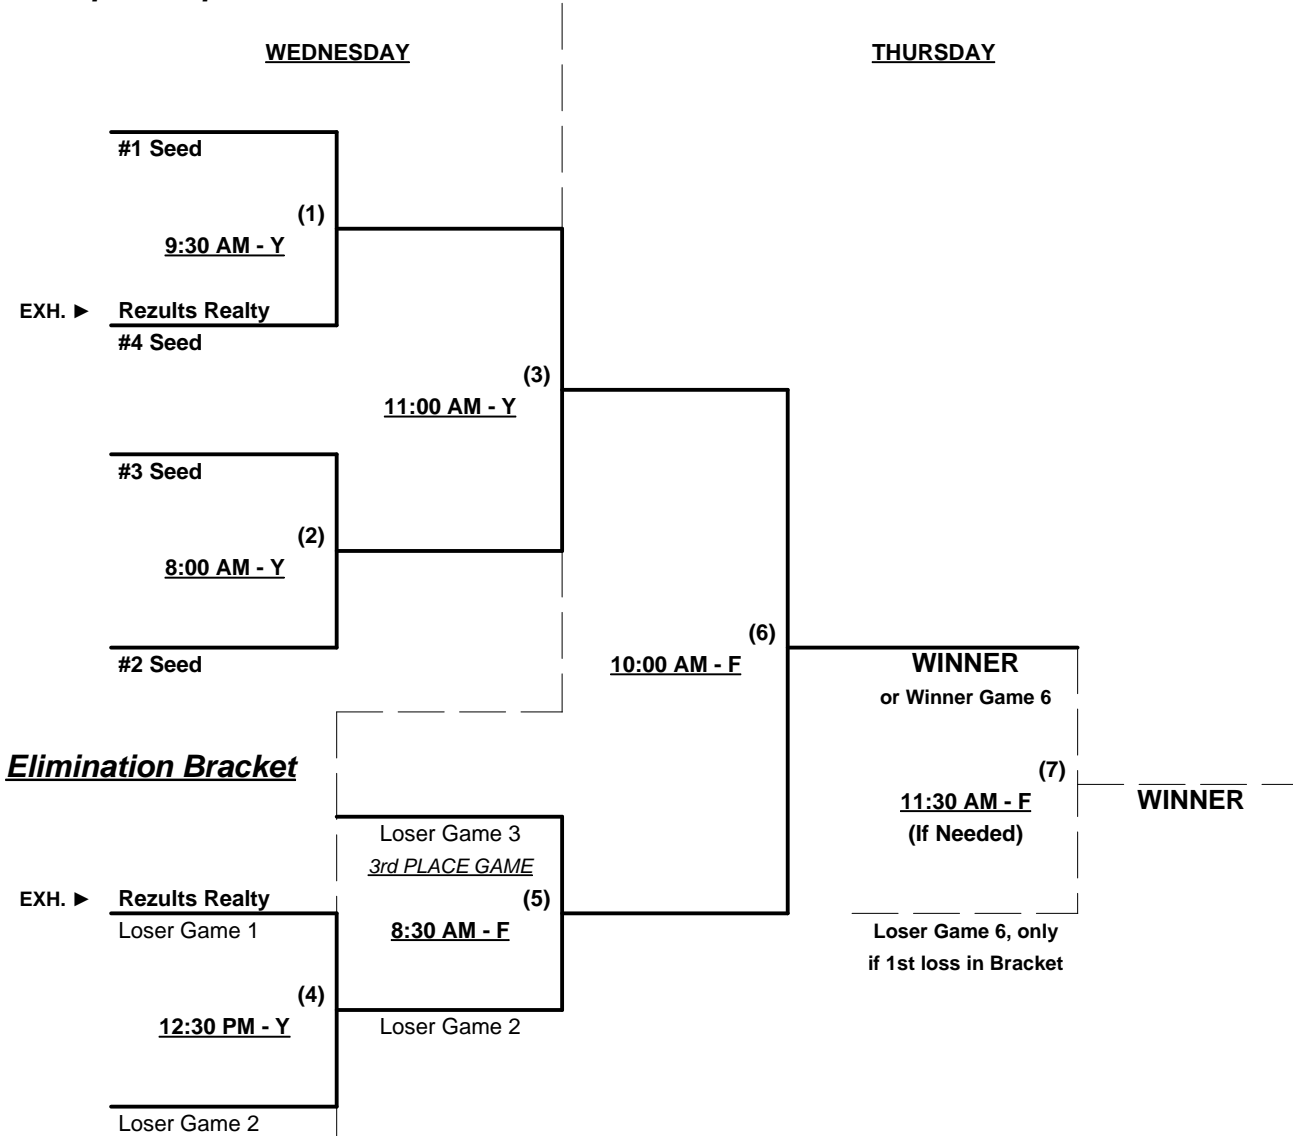 WEDNESDAY
THURSDAY
#1 Seed
(1)
9:30 AM - Y
EXH. ► Rezults Realty
#4 Seed
(3)
11:00 AM - Y
#3 Seed
(2)
8:00 AM - Y
#2 Seed
(6)
10:00 AM - F
WINNER
or Winner Game 6
Elimination Bracket
(7)
11:30 AM - F
(If Needed)
WINNER
Loser Game 3
3rd PLACE GAME
EXH. ► Rezults Realty
Loser Game 1
(5)
8:30 AM - F
Loser Game 6, only
if 1st loss in Bracket
(4)
12:30 PM - Y
Loser Game 2
Loser Game 2